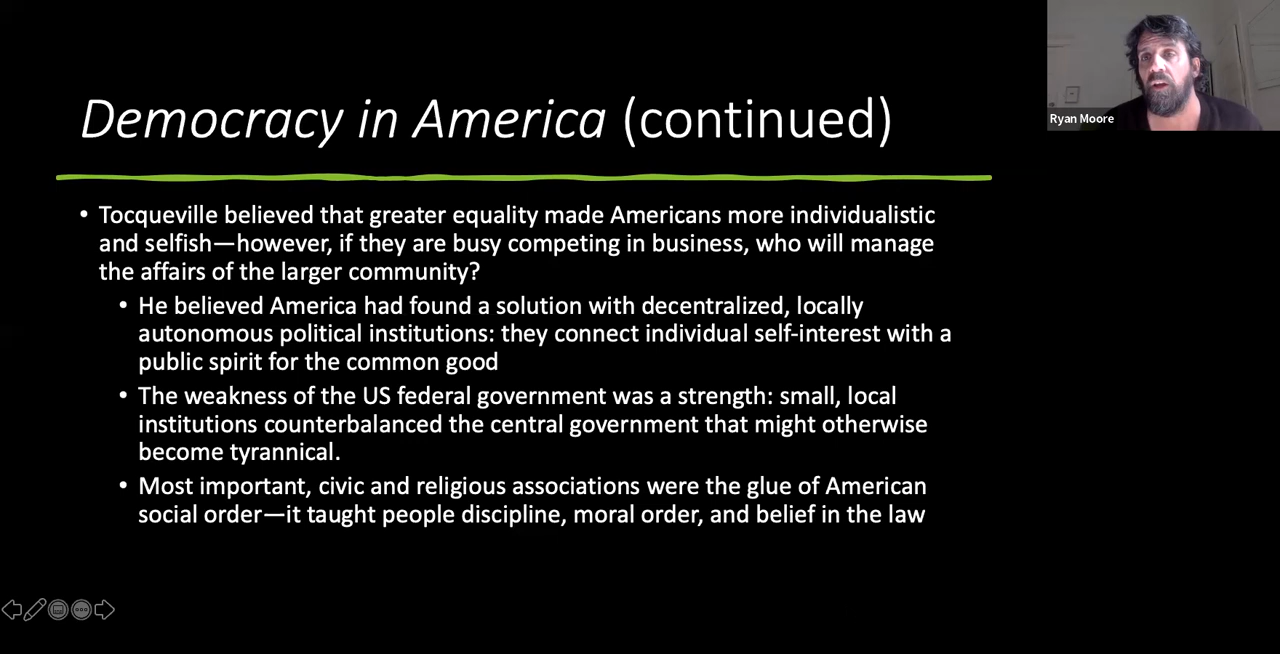 Democracy in America (continued)
Ryan Moore
• Tocqueville believed that greater equality made Americans more individualistic
and selfish—however, if they are busy competing in business, who will manage
the affairs of the larger community?
• He believed America had found a solution with decentralized, locally
autonomous political institutions: they connect individual self-interest with a
public spirit for the common good
• The weakness of the US federal government was a strength: small, local
institutions counterbalanced the central government that might otherwise
become tyrannical.
• Most important, civic and religious associations were the glue of American
social order—it taught people discipline, moral order, and belief in the law